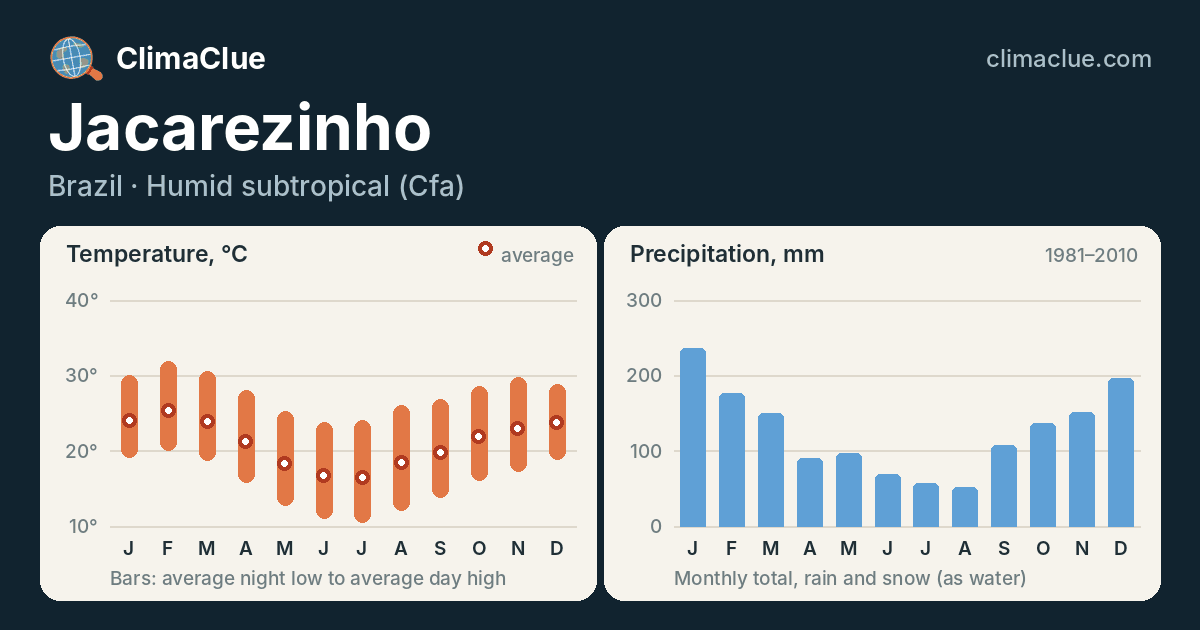 ClimaClue
climaclue.com
Jacarezinho
Brazil · Humid subtropical (Cfa)
Temperature, °C
average
40°
30°
20°
10°
J F M A M J J A S O N D
Bars: average night low to average day high
Precipitation, mm
1981–2010
300
200
100
0
J F M A M J J A S O N D
Monthly total, rain and snow (as water)